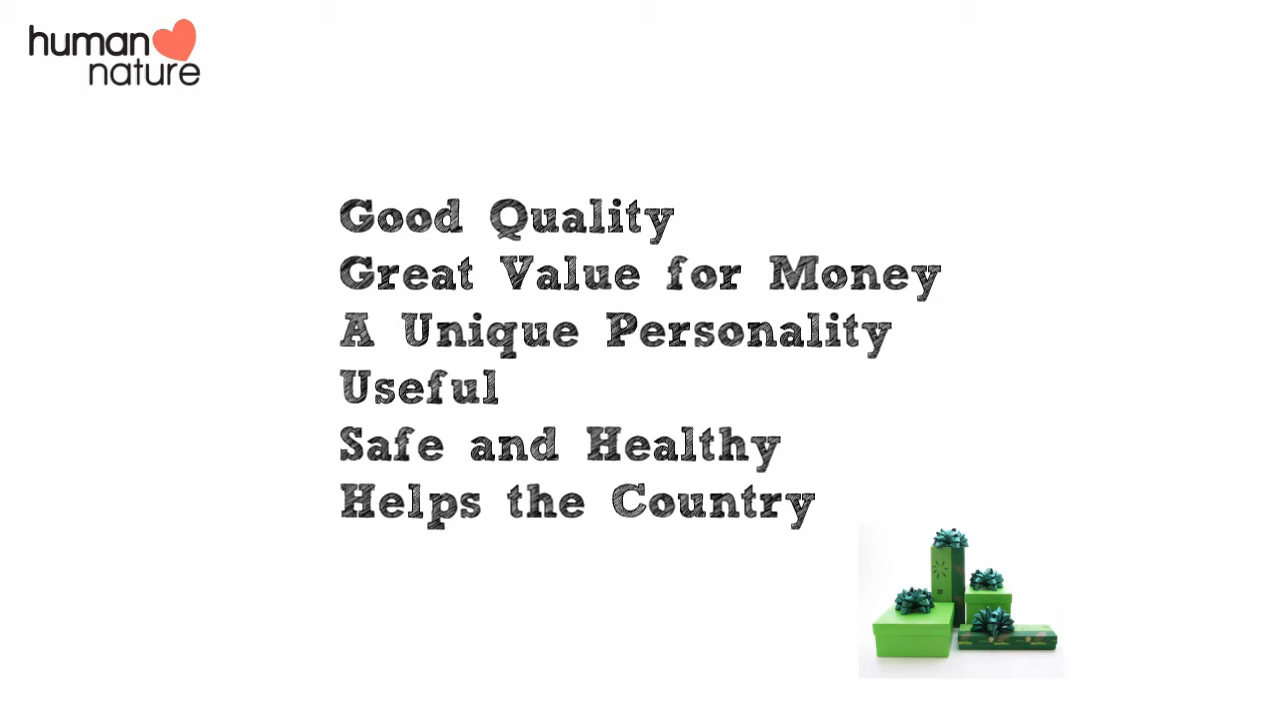 human
nature
Good Quality
Great Value for Money
A Unique Personality
Useful
Safe and Healthy
Helps the Country